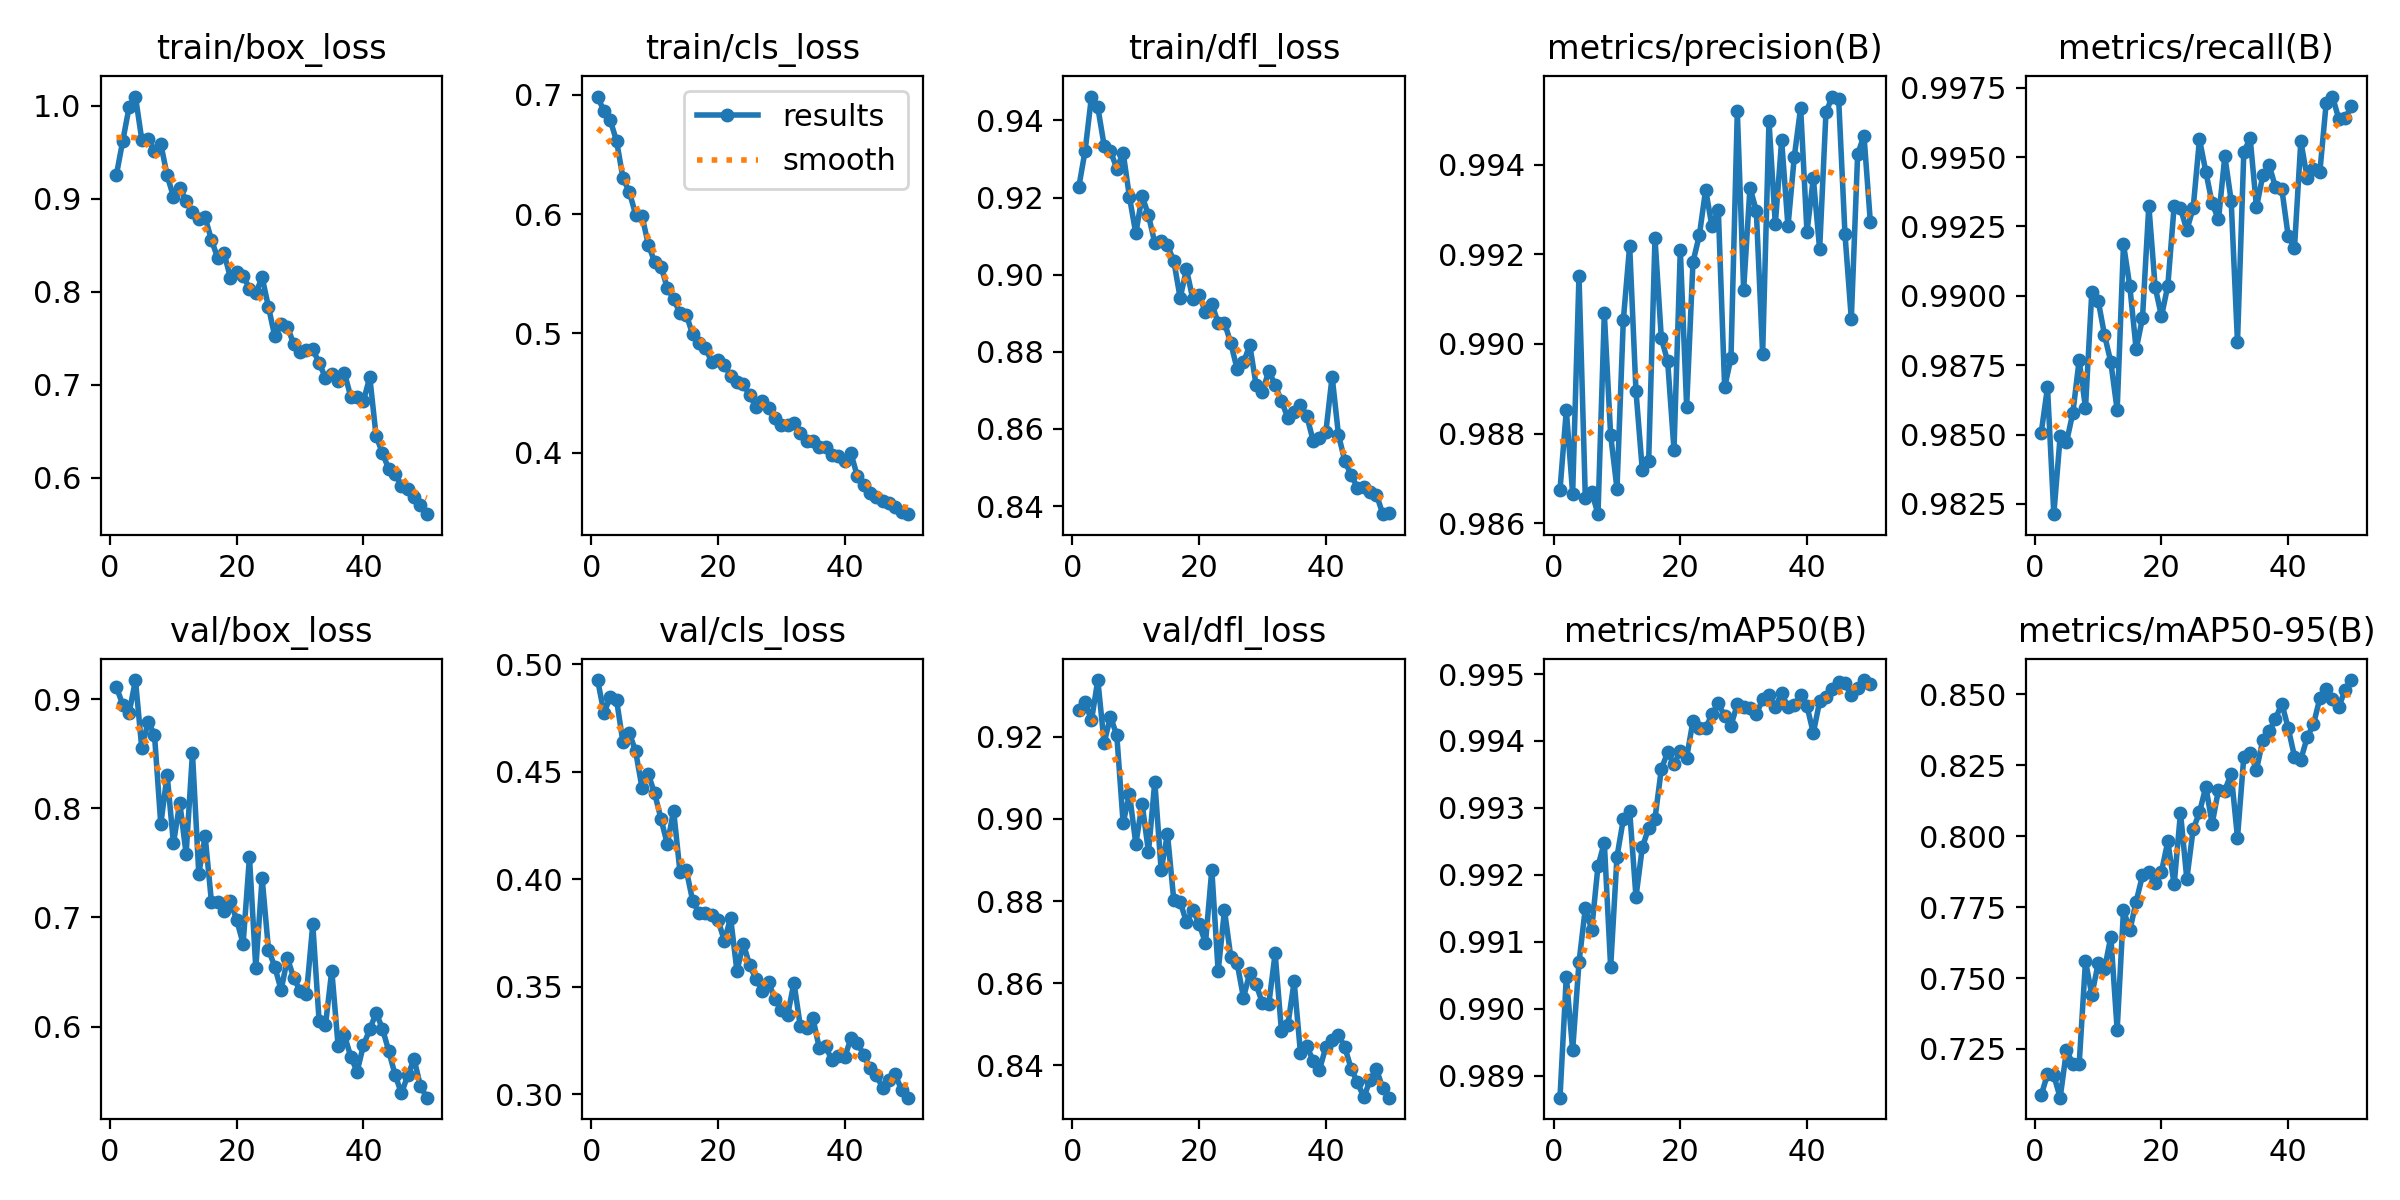 train/box_loss
train/cls_loss
train/dfl_loss
metrics/precision(B)
metrics/recall(B)
1.0
0.9
0.8
0.7
0.6
0 20 40
0.7
0.6
0.5
0.4
results
smooth
0 20 40
0.94
0.92
0.90
0.88
0.86
0.84
0 20 40
0.994
0.992
0.990
0.988
0.986
0 20 40
0.9975
0.9950
0.9925
0.9900
0.9875
0.9850
0.9825
0 20 40
val/box_loss
val/cls_loss
val/dfl_loss
metrics/mAP50(B)
metrics/mAP50-95(B)
0.9
0.8
0.7
0.6
0 20 40
0.50
0.45
0.40
0.35
0.30
0 20 40
0.92
0.90
0.88
0.86
0.84
0 20 40
0.995
0.994
0.993
0.992
0.991
0.990
0.989
0 20 40
0.850
0.825
0.800
0.775
0.750
0.725
0 20 40